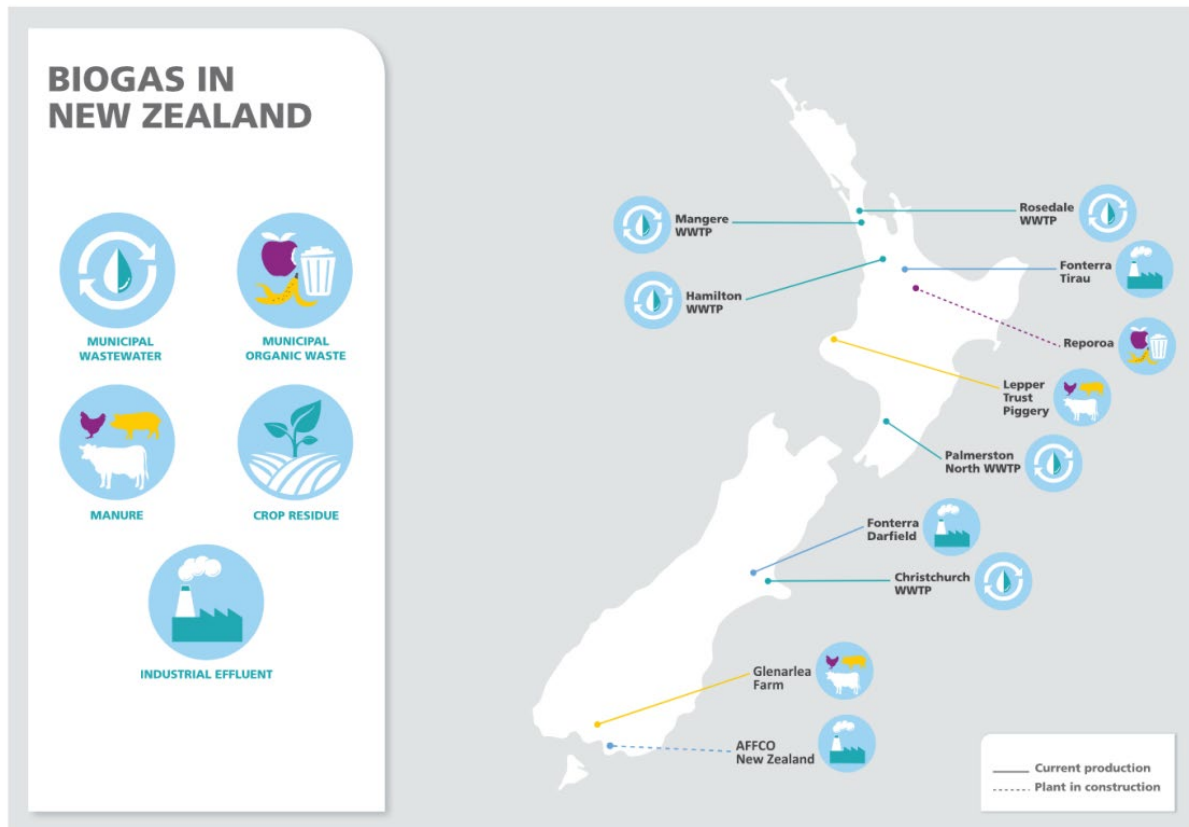 BIOGAS IN
NEW ZEALAND
MUNICIPAL
WASTEWATER
MUNICIPAL
ORGANIC WASTE
MANURE
CROP RESIDUE
INDUSTRIAL EFFLUENT
Mangere
WWTP
Rosedale
WWTP
Hamilton
WWTP
Fonterra
Tirau
Reporoa
Lepper
Trust
Piggery
Palmerston
North WWTP
Fonterra
Darfield
Christchurch
WWTP
Glenarlea
Farm
AFFCO
New Zealand
Current production
Plant in construction